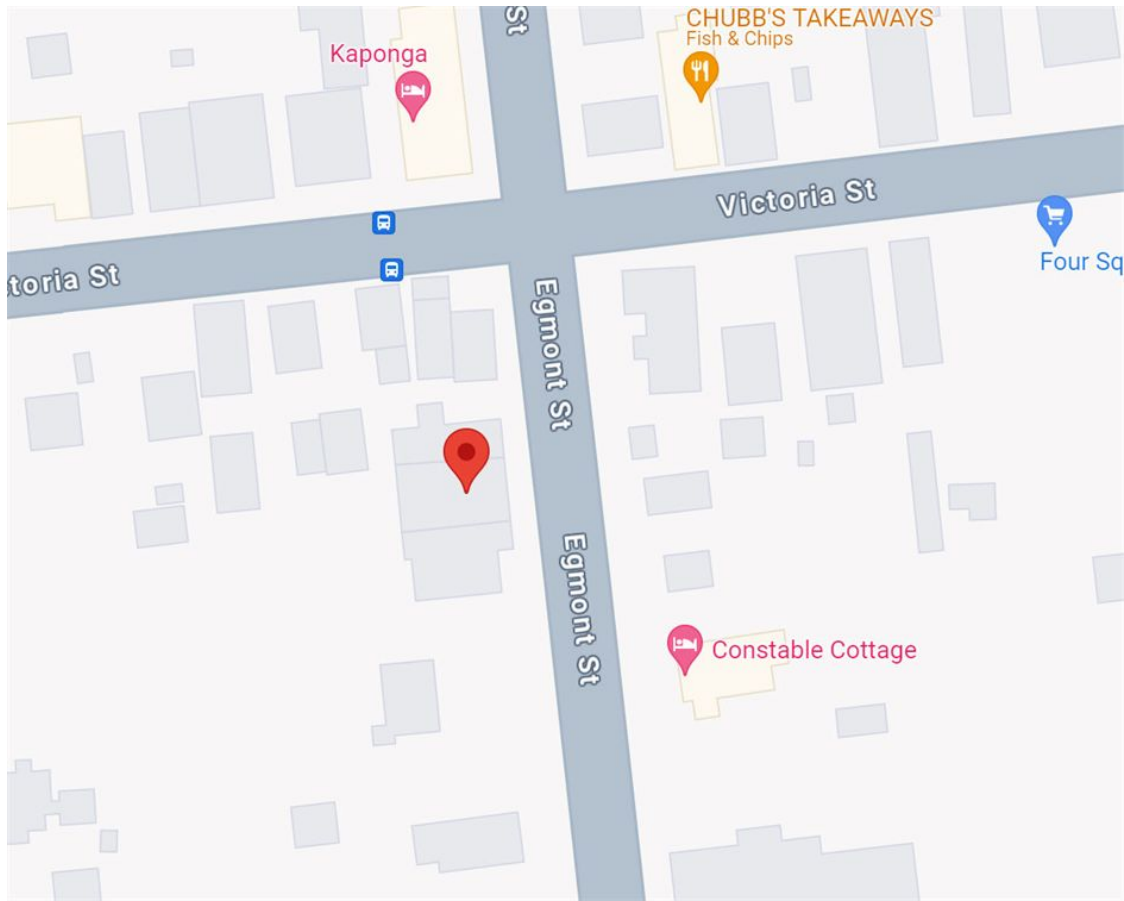 St
CHUBB'S TAKEAWAYS
Fish & Chips
Kaponga
Victoria St
toria St
Four Sq
Egmont St
Egmont St
Constable Cottage